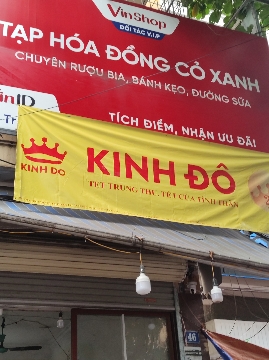 VinShop
ĐỐI TÁC V.I.P
TẠP HÓA ĐỒNG CỎ XANH
CHUYÊN RƯỢU BIA, BÁNH KẸO, ĐƯỜNG SỮA
inID
TÍCH ĐIỂM, NHẬN ƯU ĐÃI
KINH ĐÔ
KINH ĐÔ
TẾT TRUNG THU, TẾT CỦA TÌNH THÂN
46